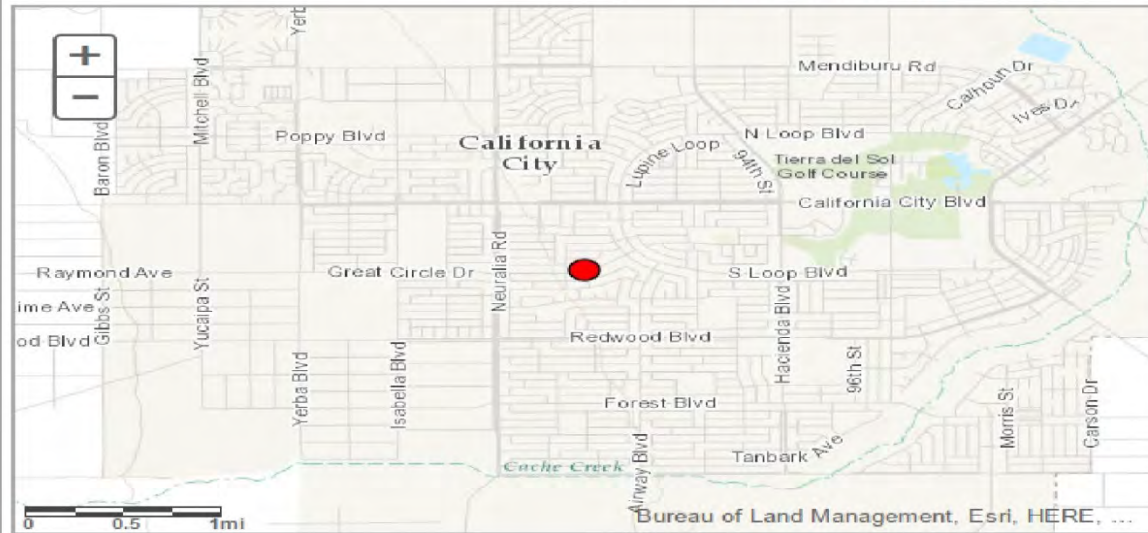 Yerb
+
−
Baron Blvd
Mitchell Blvd
Poppy Blvd
California
City
Lupine Loop
94th St
Mendiburu Rd
Calhoun Dr
Ives Dr
N Loop Blvd
Tierra del Sol
Golf Course
California City Blvd
Raymond Ave
Great Circle Dr
Neuralia Rd
S Loop Blvd
ime Ave
od Blvd
Gibbs St
Yucaipa St
Yerba Blvd
Isabella Blvd
Redwood Blvd
Hacienda Blvd
96th St
Forest Blvd
Airway Blvd
Tanbark Ave
Morris St
Carson Dr
Cache Creek
0 0.5 1mi
Bureau of Land Management, Esri, HERE, ...